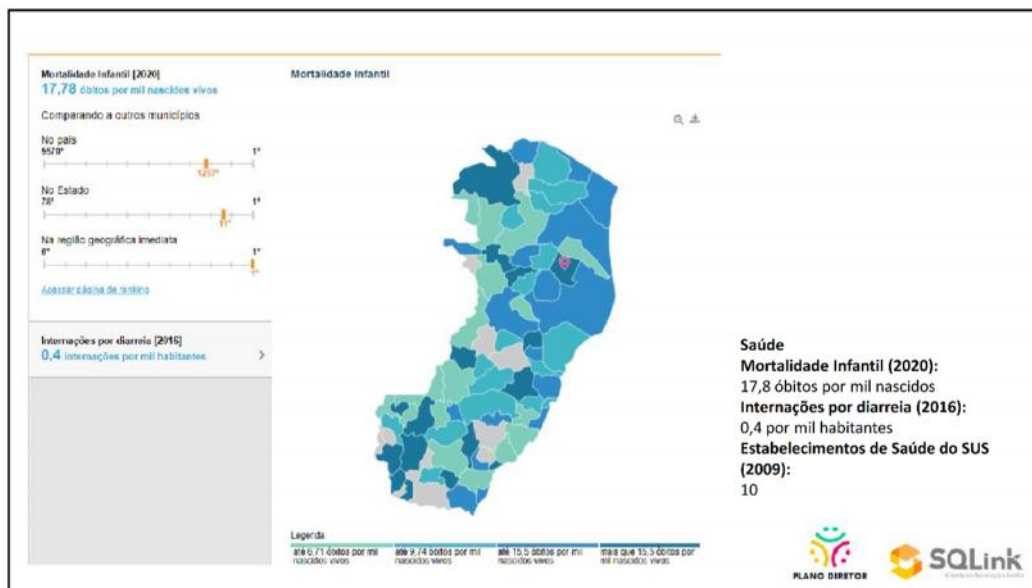 Mortalidade Infantil [2020]
17,78 óbitos por mil nascidos vivos
Comparando a outros municípios
No país
5570º
1º
1257º
No Estado
78º
1º
11º
Na região geográfica imediata
6º
1º
1º
Acessar página de ranking
Internações por diarreia [2016]
0,4 internações por mil habitantes
Mortalidade Infantil
Legenda
até 6,71 óbitos por mil
nascidos vivos
até 9,74 óbitos por mil
nascidos vivos
até 15,5 óbitos por mil
nascidos vivos
mais que 15,5 óbitos por
mil nascidos vivos
Saúde
Mortalidade Infantil (2020):
17,8 óbitos por mil nascidos
Internações por diarreia (2016):
0,4 por mil habitantes
Estabelecimentos de Saúde do SUS
(2009):
10
PLANO DIRETOR
SQLink